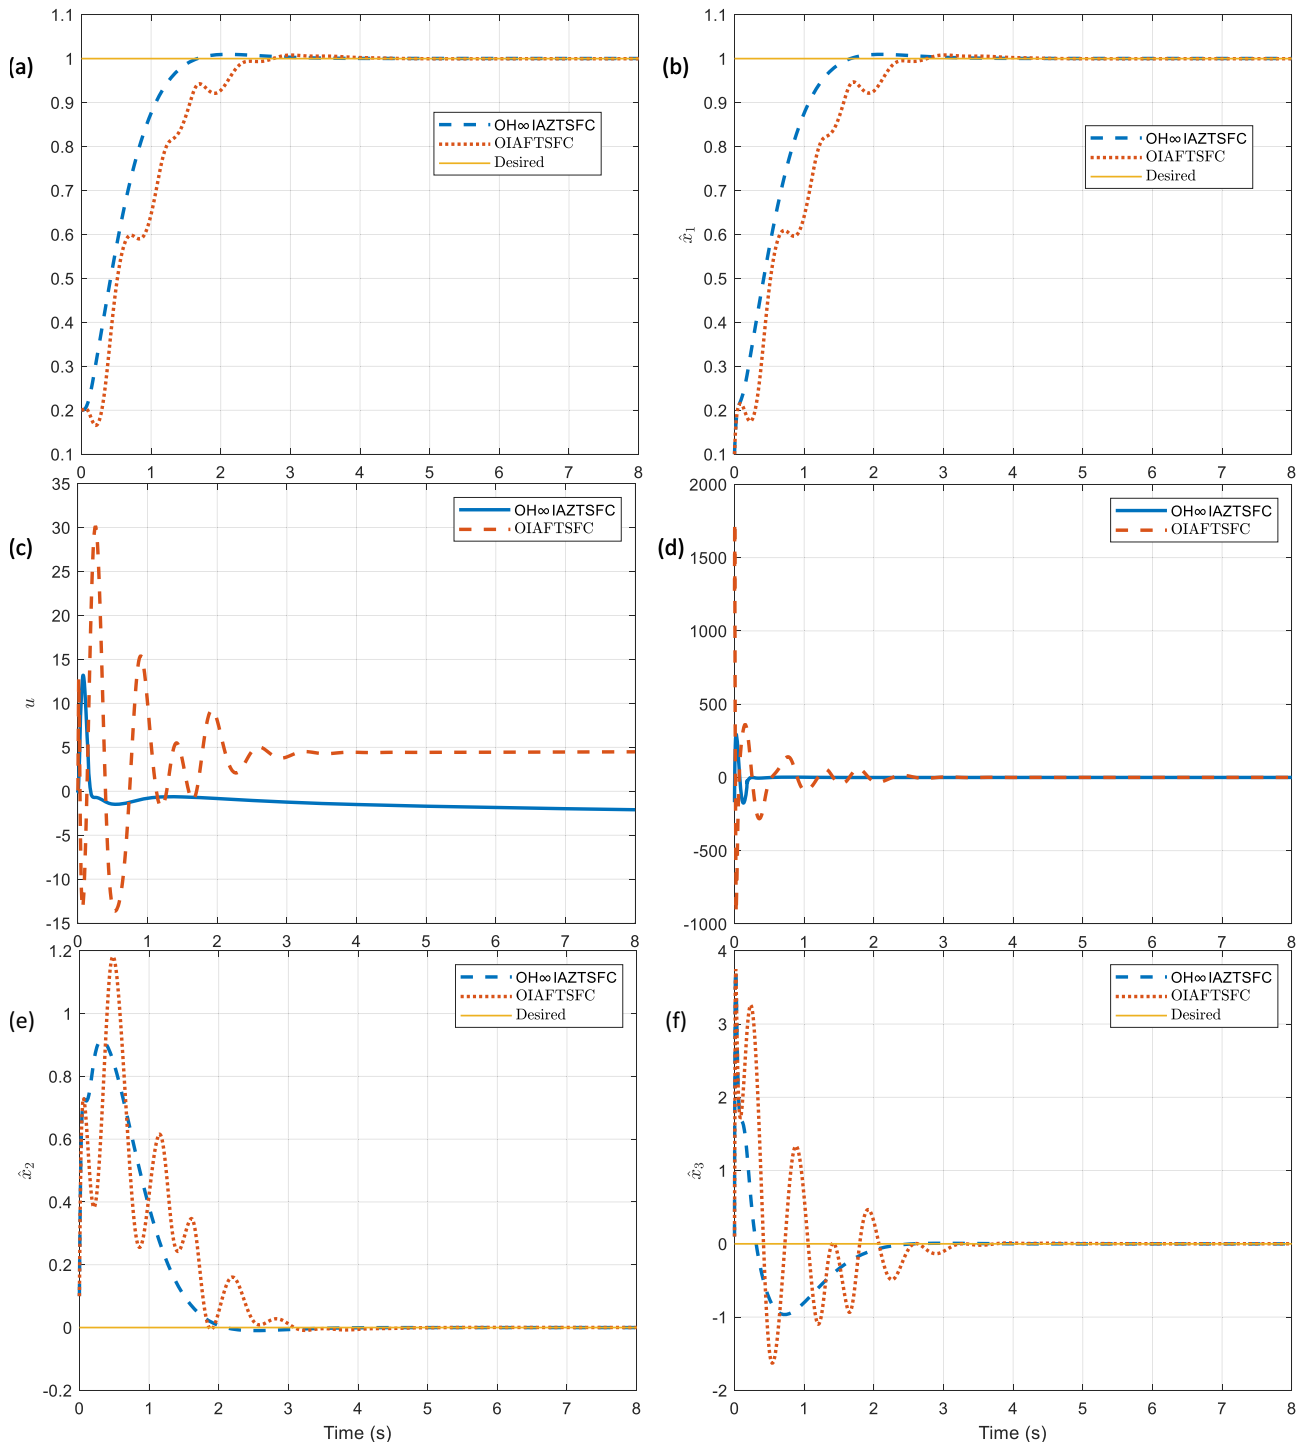 (a)
1.1
1
0.9
0.8
0.7
0.6
0.5
0.4
0.3
0.2
0.1
0 1 2 3 4 5 6 7 8
OH∞IAZTSFC
OIAFTSFC
Desired
(b)
x̂1
1.1
1
0.9
0.8
0.7
0.6
0.5
0.4
0.3
0.2
0.1
0 1 2 3 4 5 6 7 8
OH∞IAZTSFC
OIAFTSFC
Desired
(c)
u
35
30
25
20
15
10
5
0
-5
-10
-15
0 1 2 3 4 5 6 7 8
OH∞IAZTSFC
OIAFTSFC
(d)
2000
1500
1000
500
0
-500
-1000
0 1 2 3 4 5 6 7 8
OH∞IAZTSFC
OIAFTSFC
(e)
x̂2
1.2
1
0.8
0.6
0.4
0.2
0
-0.2
0 1 2 3 4 5 6 7 8
Time (s)
OH∞IAZTSFC
OIAFTSFC
Desired
(f)
x̂3
4
3
2
1
0
-1
-2
0 1 2 3 4 5 6 7 8
Time (s)
OH∞IAZTSFC
OIAFTSFC
Desired